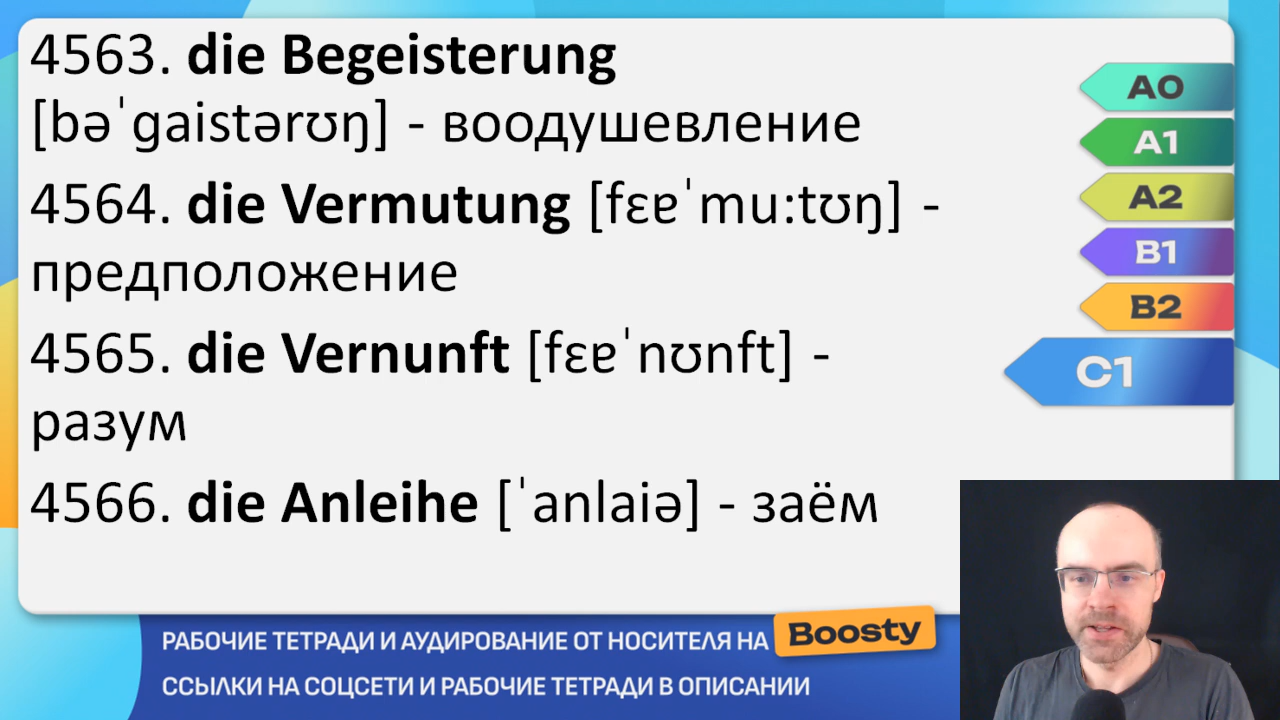 4563. die Begeisterung
[bəˈgaistərʊŋ] - воодушевление
4564. die Vermutung [fɛɐˈmu:tʊŋ] -
предположение
4565. die Vernunft [fɛɐˈnʊnft] -
разум
4566. die Anleihe [ˈanlaiə] - заём
A0
A1
A2
B1
B2
C1
РАБОЧИЕ ТЕТРАДИ И АУДИРОВАНИЕ ОТ НОСИТЕЛЯ НА Boosty
ССЫЛКИ НА СОЦСЕТИ И РАБОЧИЕ ТЕТРАДИ В ОПИСАНИИ